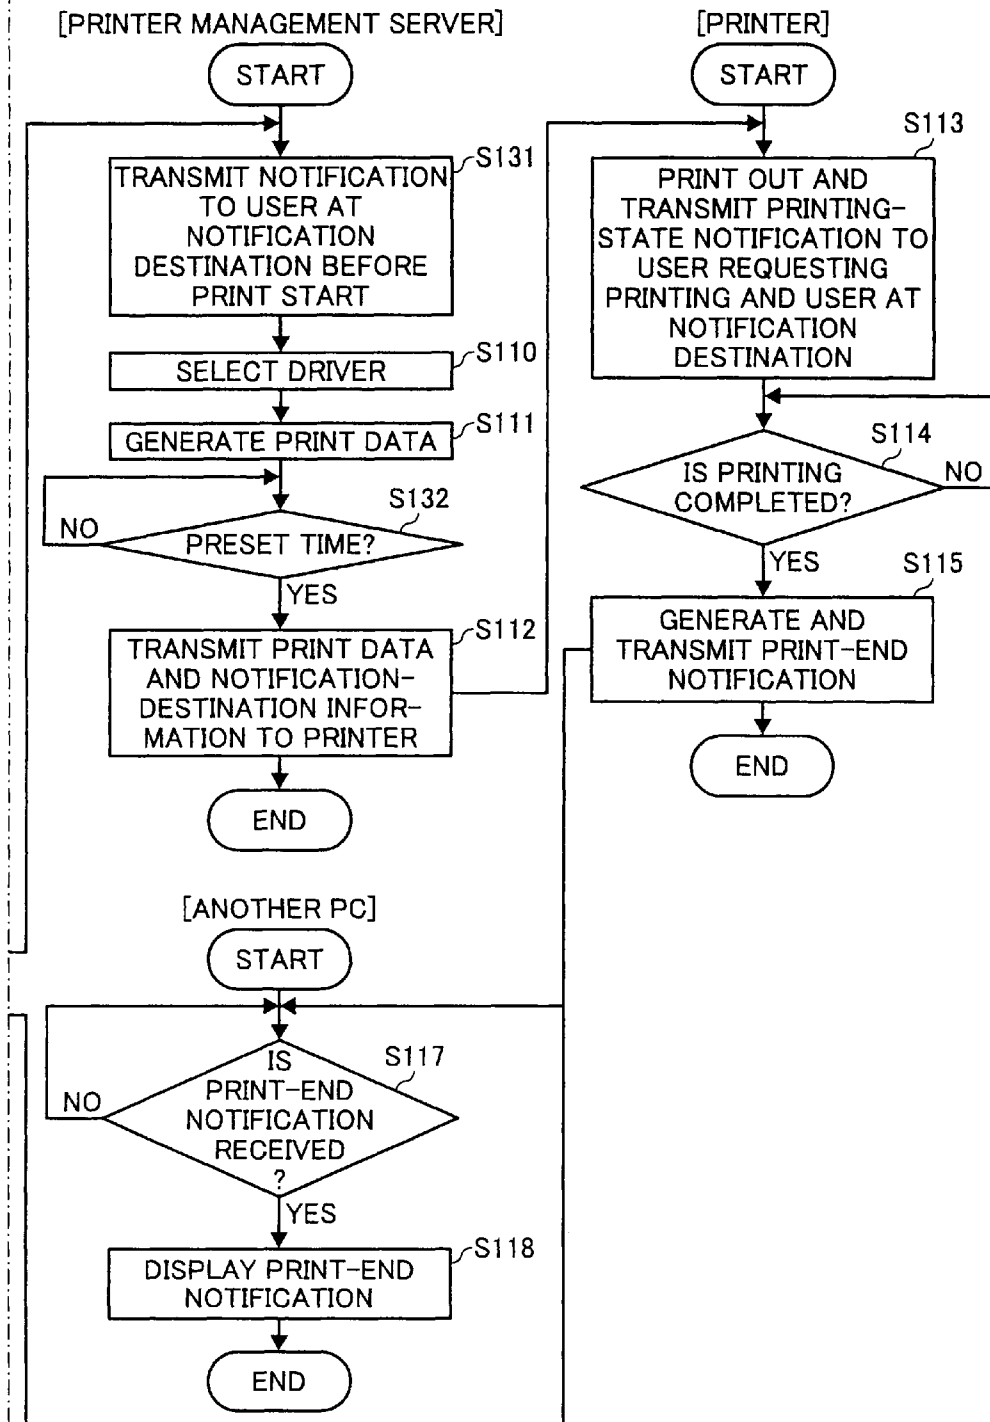 [PRINTER MANAGEMENT SERVER]
START
S131
TRANSMIT NOTIFICATION
TO USER AT
NOTIFICATION
DESTINATION BEFORE
PRINT START
S110
SELECT DRIVER
S111
GENERATE PRINT DATA
S132
NO
PRESET TIME?
YES
S112
TRANSMIT PRINT DATA
AND NOTIFICATION-
DESTINATION INFOR-
MATION TO PRINTER
END
[PRINTER]
START
S113
PRINT OUT AND
TRANSMIT PRINTING-
STATE NOTIFICATION TO
USER REQUESTING
PRINTING AND USER AT
NOTIFICATION
DESTINATION
S114
IS PRINTING
COMPLETED?
NO
YES
S115
GENERATE AND
TRANSMIT PRINT-END
NOTIFICATION
END
[ANOTHER PC]
START
S117
IS
PRINT-END
NOTIFICATION
RECEIVED
?
NO
YES
S118
DISPLAY PRINT-END
NOTIFICATION
END